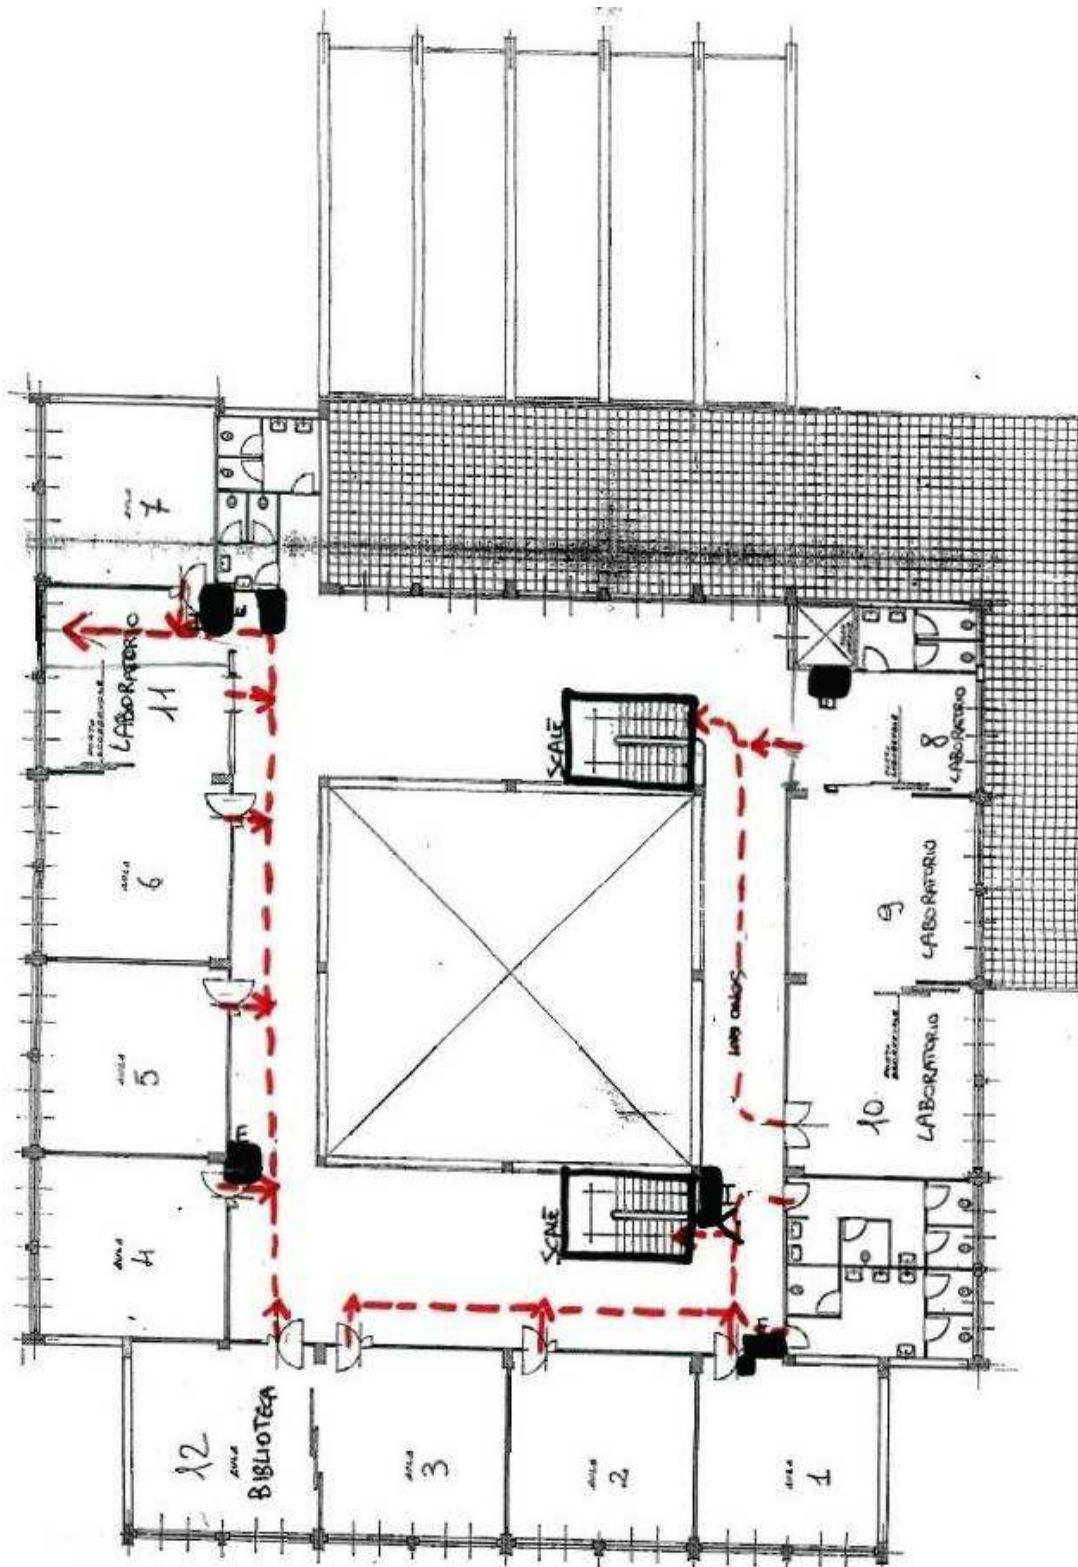 AULA
7
LABORATORIO
11
AULA
6
AULA
5
AULA
4
E
E
SCALE
SCALE
8
LABORATORIO
9
LABORATORIO
10
LABORATORIO
12
AULA
BIBLIOTECA
AULA
3
AULA
2
AULA
1